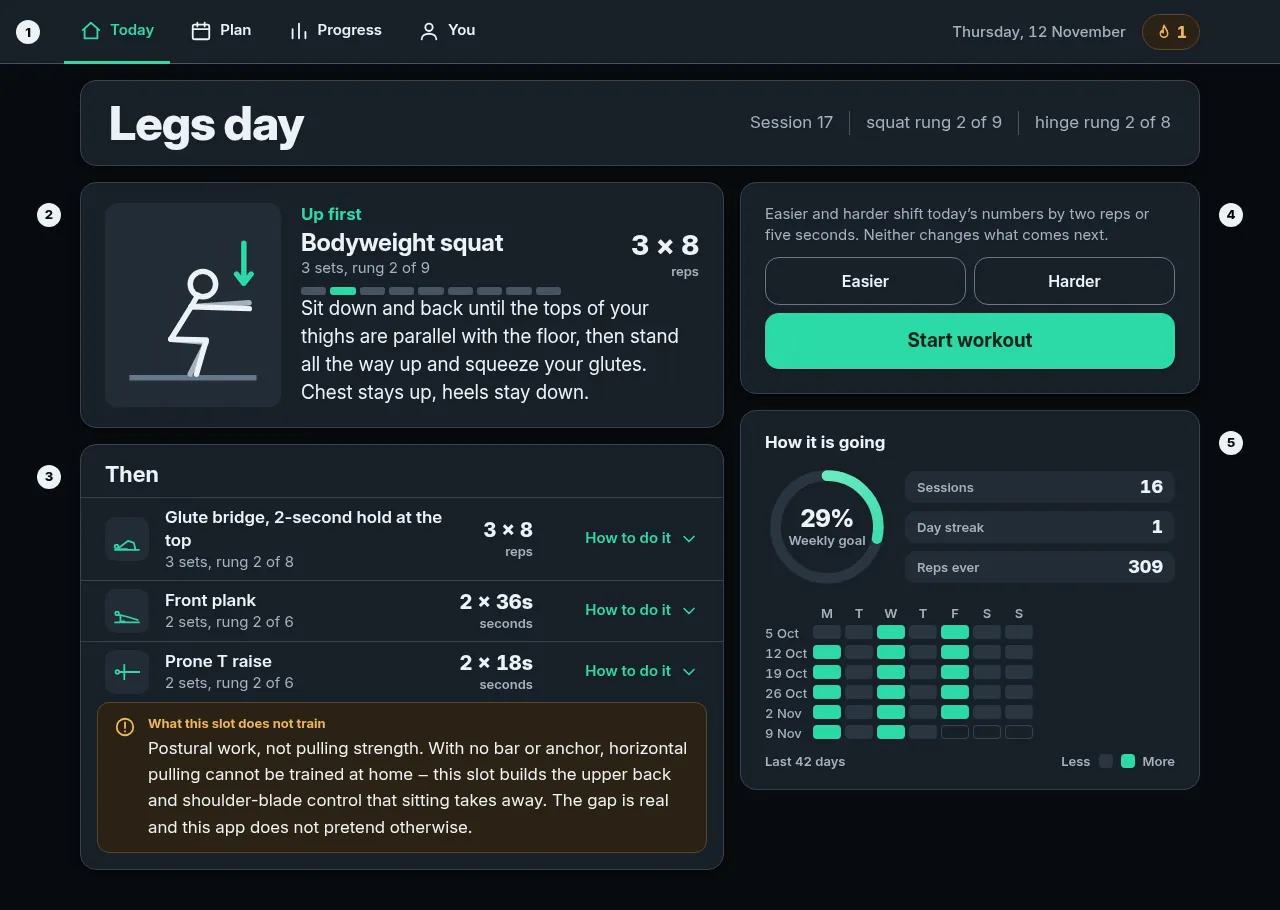 1
Today
Plan
Progress
You
Thursday, 12 November
1
Legs day
Session 17
squat rung 2 of 9
hinge rung 2 of 8
2
Up first
Bodyweight squat
3 sets, rung 2 of 9
3 × 8
reps
Sit down and back until the tops of your
thighs are parallel with the floor, then stand
all the way up and squeeze your glutes.
Chest stays up, heels stay down.
3
Then
Glute bridge, 2-second hold at the
top
3 sets, rung 2 of 8
3 × 8
reps
How to do it
Front plank
2 sets, rung 2 of 6
2 × 36s
seconds
How to do it
Prone T raise
2 sets, rung 2 of 6
2 × 18s
seconds
How to do it
What this slot does not train
Postural work, not pulling strength. With no bar or anchor, horizontal
pulling cannot be trained at home – this slot builds the upper back
and shoulder-blade control that sitting takes away. The gap is real
and this app does not pretend otherwise.
4
Easier and harder shift today’s numbers by two reps or
five seconds. Neither changes what comes next.
Easier
Harder
Start workout
5
How it is going
29%
Weekly goal
Sessions 16
Day streak 1
Reps ever 309
M T W T F S S
5 Oct
12 Oct
19 Oct
26 Oct
2 Nov
9 Nov
Last 42 days
Less
More